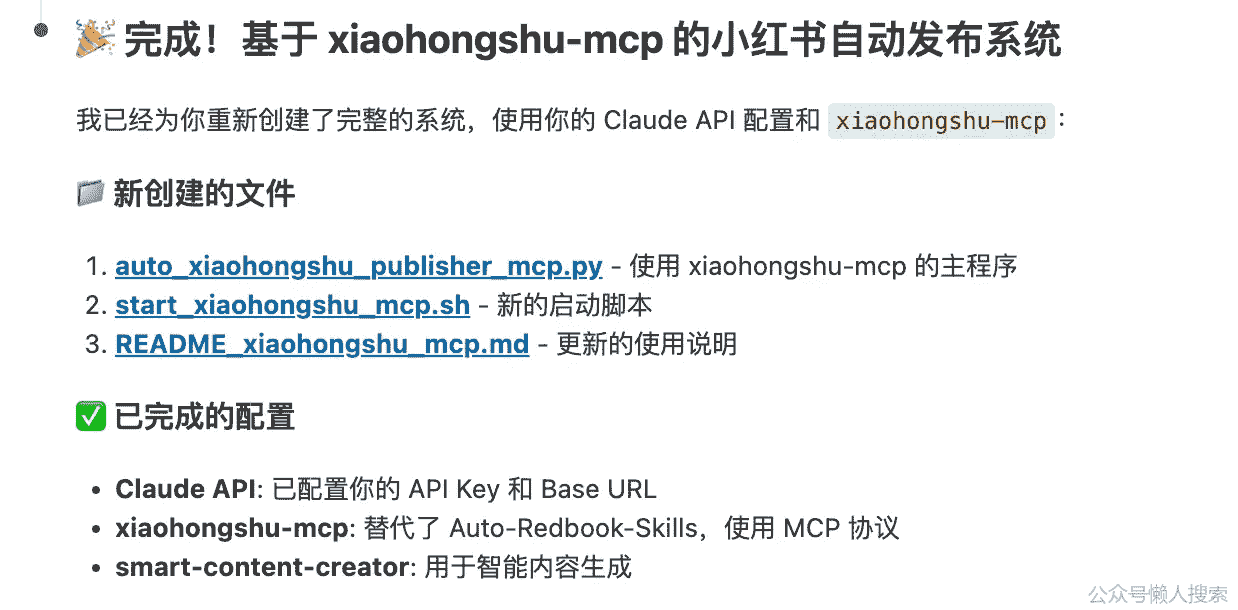 🎉 完成！基于 xiaohongshu-mcp 的小红书自动发布系统
我已经为你重新创建了完整的系统，使用你的 Claude API 配置和 xiaohongshu-mcp：
📁 新创建的文件
1. auto_xiaohongshu_publisher_mcp.py - 使用 xiaohongshu-mcp 的主程序
2. start_xiaohongshu_mcp.sh - 新的启动脚本
3. README_xiaohongshu_mcp.md - 更新的使用说明
✅ 已完成的配置
• Claude API: 已配置你的 API Key 和 Base URL
• xiaohongshu-mcp: 替代了 Auto-Redbook-Skills，使用 MCP 协议
• smart-content-creator: 用于智能内容生成
公众号懒人搜索